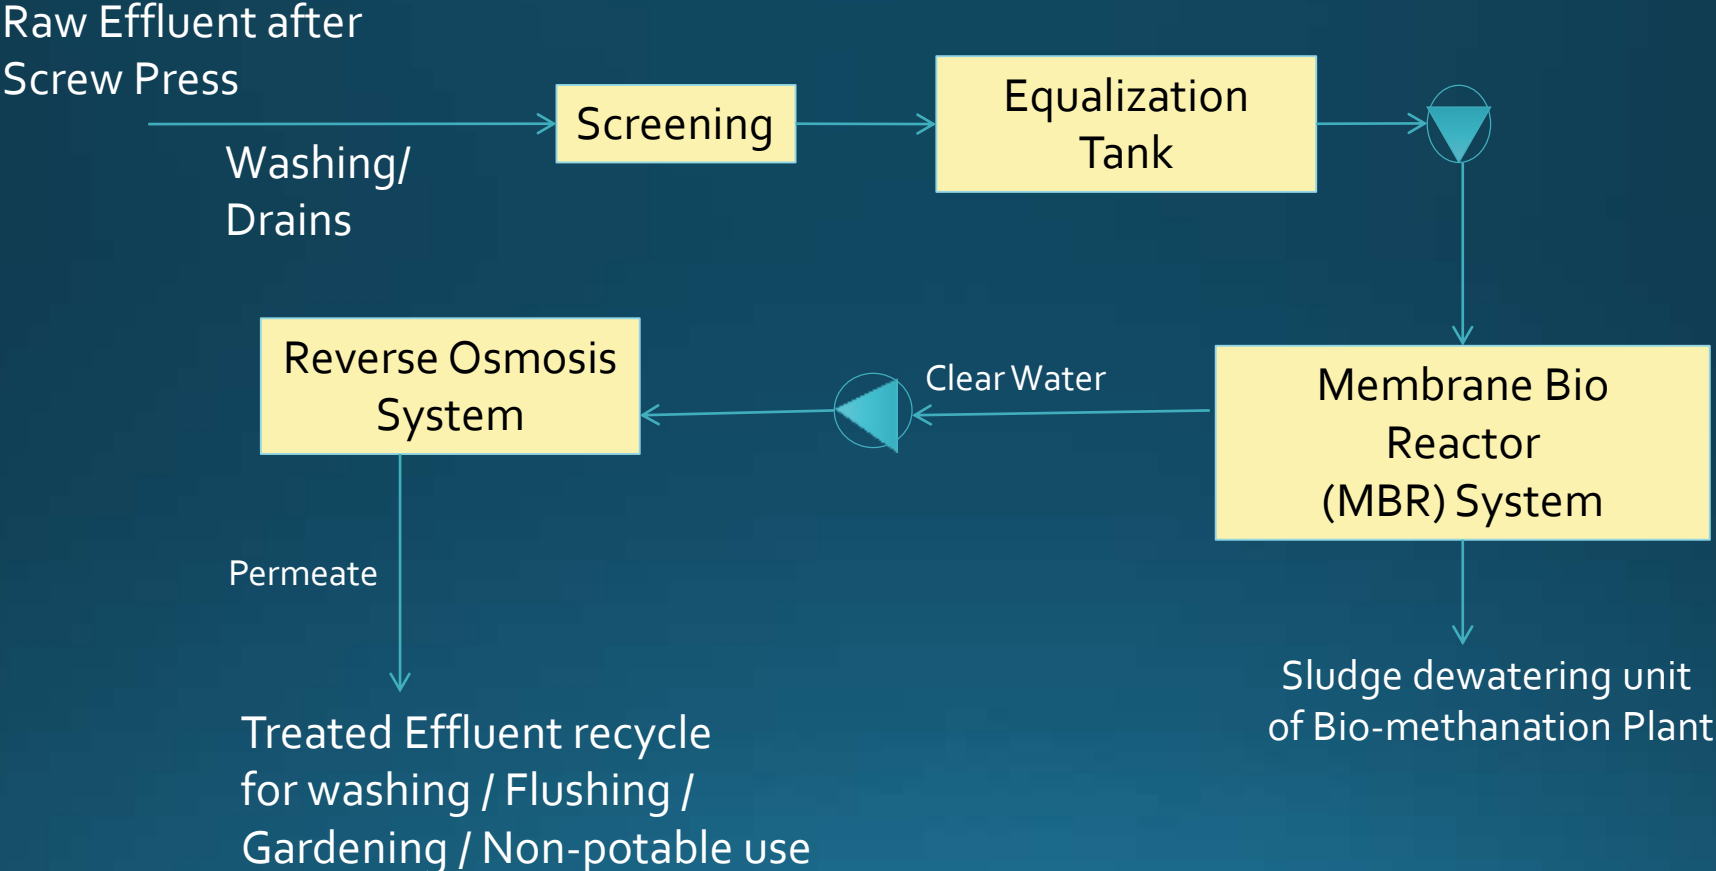 Raw Effluent after
Screw Press
Washing/
Drains
Screening
Equalization
Tank
Reverse Osmosis
System
Clear Water
Membrane Bio
Reactor
(MBR) System
Permeate
Sludge dewatering unit
of Bio-methanation Plant
Treated Effluent recycle
for washing / Flushing /
Gardening / Non-potable use